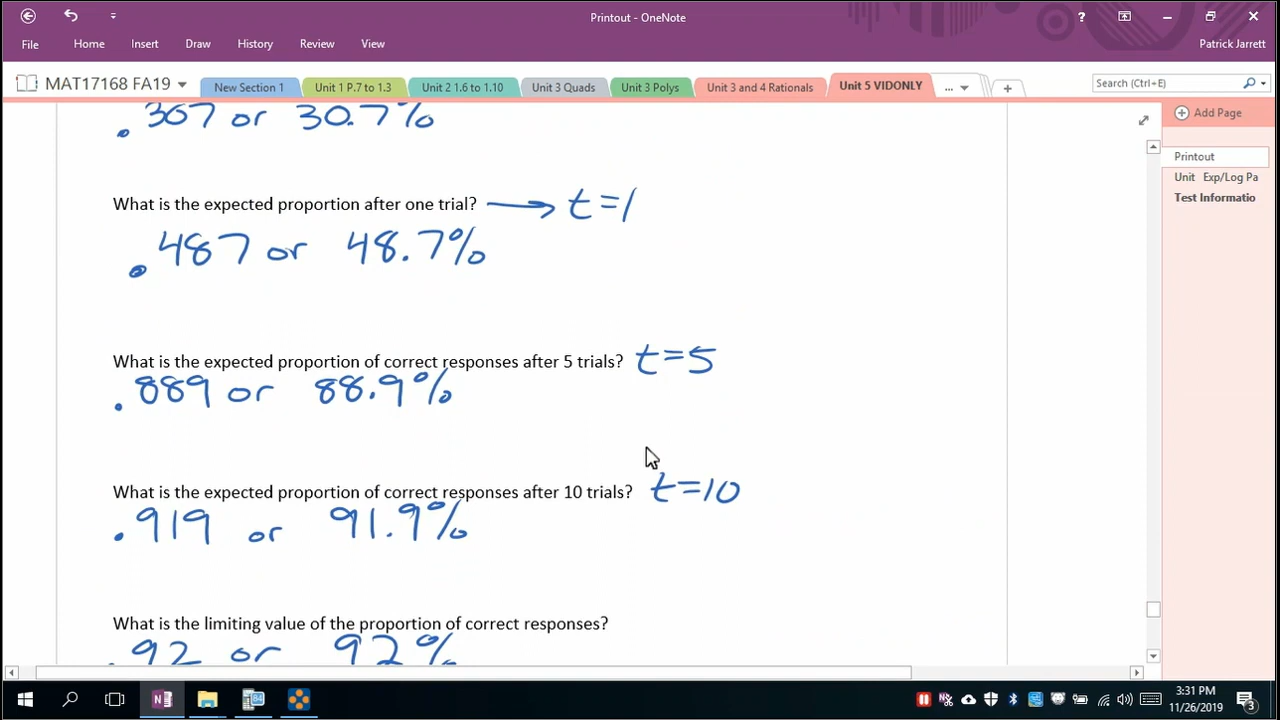 Printout - OneNote
File Home Insert Draw History Review View
Patrick Jarrett
MAT17168 FA19
New Section 1 Unit 1 P.7 to 1.3 Unit 2 1.6 to 1.10 Unit 3 Quads Unit 3 Polys Unit 3 and 4 Rationals Unit 5 VIDONLY ... +
Search (Ctrl+E)
Add Page
Printout
Unit Exp/Log Pa
Test Informatio
.307 or 30.7%
What is the expected proportion after one trial? → t=1
.487 or 48.7%
What is the expected proportion of correct responses after 5 trials? t=5
.889 or 88.9%
What is the expected proportion of correct responses after 10 trials? t=10
.919 or 91.9%
What is the limiting value of the proportion of correct responses?
.92 or 92%
3:31 PM
11/26/2019
3